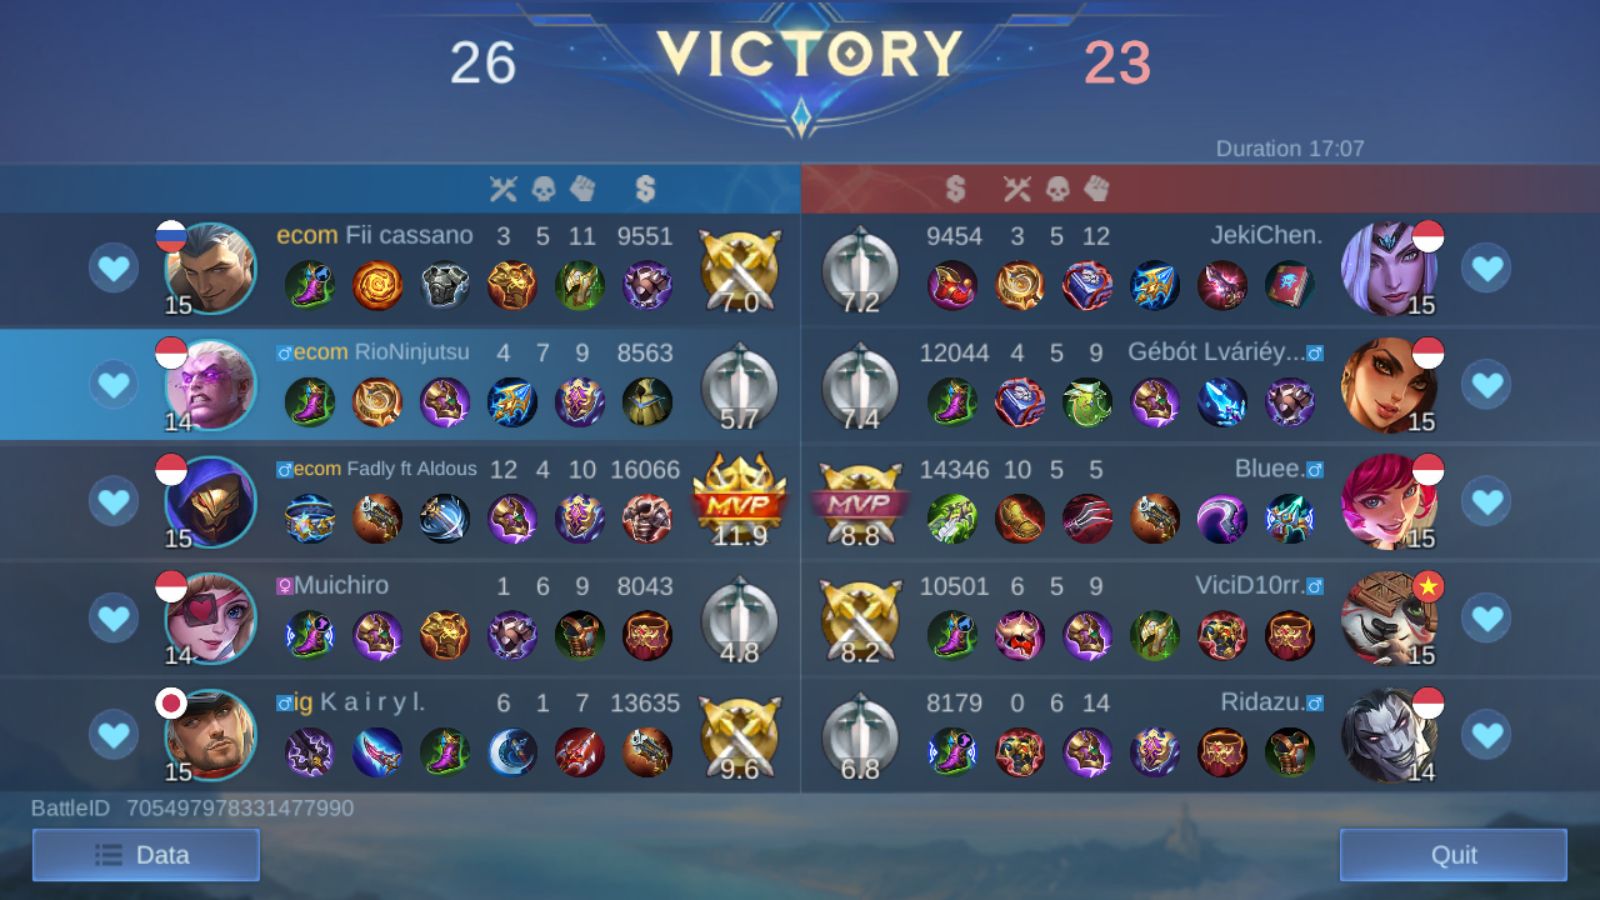 26 VICTORY 23
Duration 17:07
ecom Fii cassano 3 5 11 9551
15 7.0
7.2 9454 3 5 12 JekiChen.
15
ecom RioNinjutsu 4 7 9 8563
14 5.7
7.4 12044 4 5 9 Gébót Lváriéy...
15
ecom Fadly ft Aldous 12 4 10 16066
15 MVP 11.9
MVP 8.8 14346 10 5 5 Bluee.
15
Muichiro 1 6 9 8043
14 4.8
8.2 10501 6 5 9 ViciD10rr.
15
ig K a i r y l. 6 1 7 13635
15 9.6
6.8 8179 0 6 14 Ridazu.
14
BattleID 705497978331477990
Data
Quit